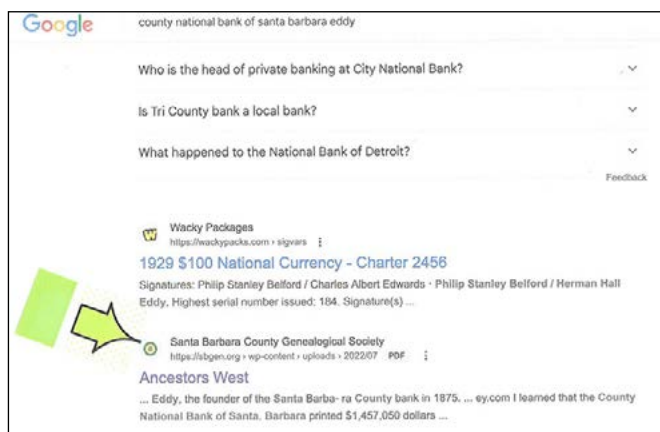 Google
county national bank of santa barbara eddy
Who is the head of private banking at City National Bank?
Is Tri County bank a local bank?
What happened to the National Bank of Detroit?
Feedback
Wacky Packages
https://wackypacks.com › sigvars
1929 $100 National Currency - Charter 2456
Signatures: Philip Stanley Belford / Charles Albert Edwards · Philip Stanley Belford / Herman Hall
Eddy, Highest serial number issued: 184. Signature(s) ...
Santa Barbara County Genealogical Society
https://sbgen.org › wp-content › uploads › 2022/07 PDF
Ancestors West
... Eddy, the founder of the Santa Barba- ra County bank in 1875. ... ey.com I learned that the County
National Bank of Santa. Barbara printed $1,457,050 dollars ...